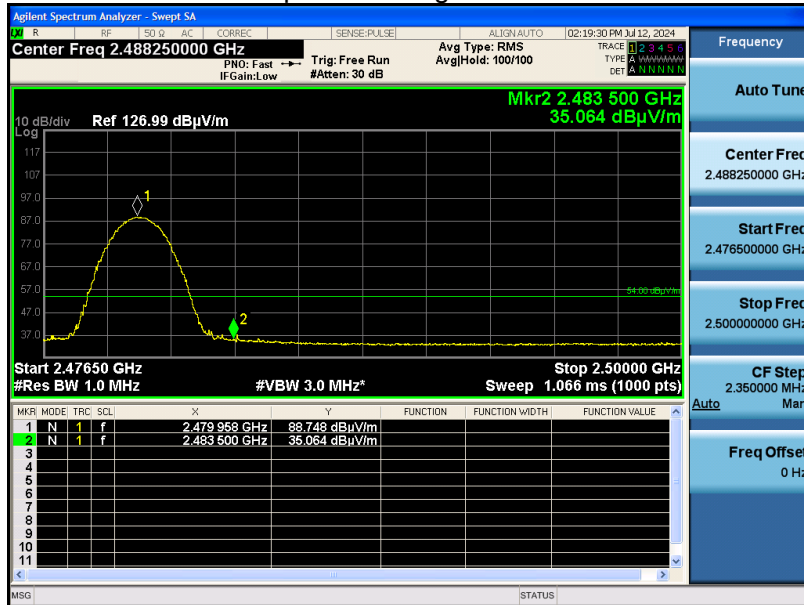 Agilent Spectrum Analyzer - Swept SA
LXI R RF 50 Ω AC CORREC SENSE:PULSE ALIGN AUTO 02:19:30 PM Jul 12, 2024
Center Freq 2.488250000 GHz
PNO: Fast
IFGain:Low
Trig: Free Run
#Atten: 30 dB
Avg Type: RMS
Avg|Hold: 100/100
TRACE 1 2 3 4 5 6
TYPE A WWWWW
DET A N N N N N
Mkr2 2.483 500 GHz
35.064 dBµV/m
10 dB/div Ref 126.99 dBµV/m
Log
117
107
97.0
87.0
77.0
67.0
57.0
47.0
37.0
1
2
54.00 dBµV/m
Start 2.47650 GHz Stop 2.50000 GHz
#Res BW 1.0 MHz #VBW 3.0 MHz* Sweep 1.066 ms (1000 pts)
MKR MODE TRC SCL X Y FUNCTION FUNCTION WIDTH FUNCTION VALUE
1 N 1 f 2.479 958 GHz 88.748 dBµV/m
2 N 1 f 2.483 500 GHz 35.064 dBµV/m
3
4
5
6
7
8
9
10
11
MSG STATUS
Frequency
Auto Tune
Center Freq
2.488250000 GHz
Start Freq
2.476500000 GHz
Stop Freq
2.500000000 GHz
CF Step
2.350000 MHz
Auto Man
Freq Offset
0 Hz